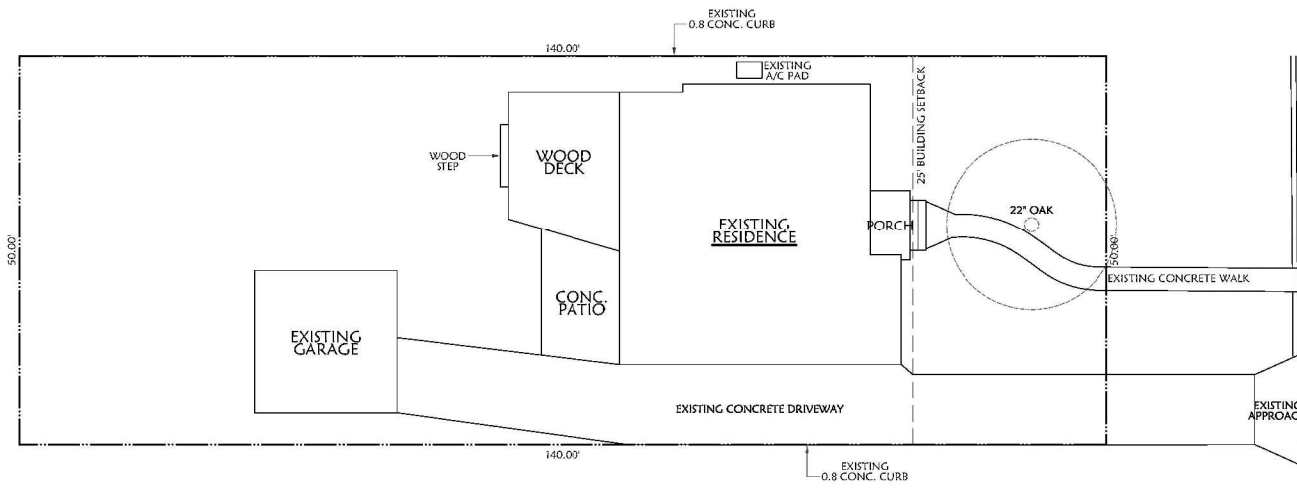 EXISTING
0.8 CONC. CURB
140.00'
EXISTING
A/C PAD
25' BUILDING SETBACK
WOOD
STEP
WOOD
DECK
22" OAK
EXISTING
RESIDENCE
PORCH
50.00'
50.00'
EXISTING CONCRETE WALK
CONC.
PATIO
EXISTING
GARAGE
EXISTING CONCRETE DRIVEWAY
EXISTING
APPROAC
140.00'
EXISTING
0.8 CONC. CURB